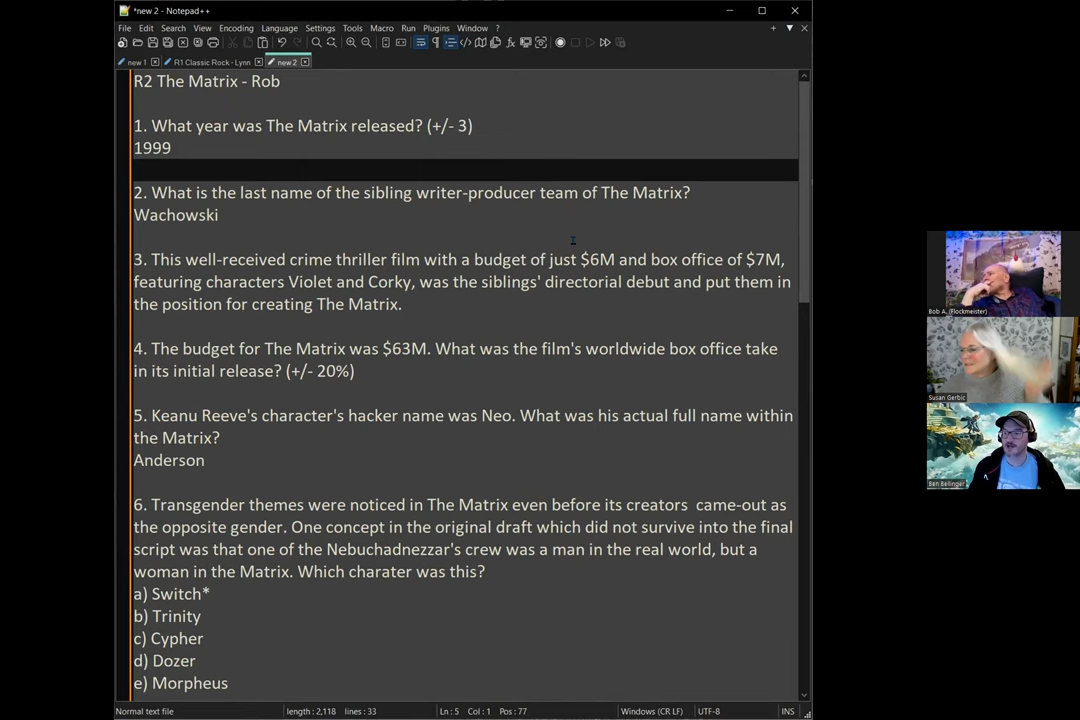 *new 2 - Notepad++
File Edit Search View Encoding Language Settings Tools Macro Run Plugins Window ?
new 1 R1 Classic Rock - Lynn new 2
R2 The Matrix - Rob
1. What year was The Matrix released? (+/- 3)
1999
2. What is the last name of the sibling writer-producer team of The Matrix?
Wachowski
3. This well-received crime thriller film with a budget of just $6M and box office of $7M,
featuring characters Violet and Corky, was the siblings' directorial debut and put them in
the position for creating The Matrix.
4. The budget for The Matrix was $63M. What was the film's worldwide box office take
in its initial release? (+/- 20%)
5. Keanu Reeve's character's hacker name was Neo. What was his actual full name within
the Matrix?
Anderson
6. Transgender themes were noticed in The Matrix even before its creators  came-out as
the opposite gender. One concept in the original draft which did not survive into the final
script was that one of the Nebuchadnezzar's crew was a man in the real world, but a
woman in the Matrix. Which charater was this?
a) Switch*
b) Trinity
c) Cypher
d) Dozer
e) Morpheus
Normal text file length : 2,118 lines : 33 Ln : 5 Col : 1 Pos : 77 Windows (CR LF) UTF-8 INS
Bob A. (Flockmeister)
Susan Gerbic
Ben Bellinger